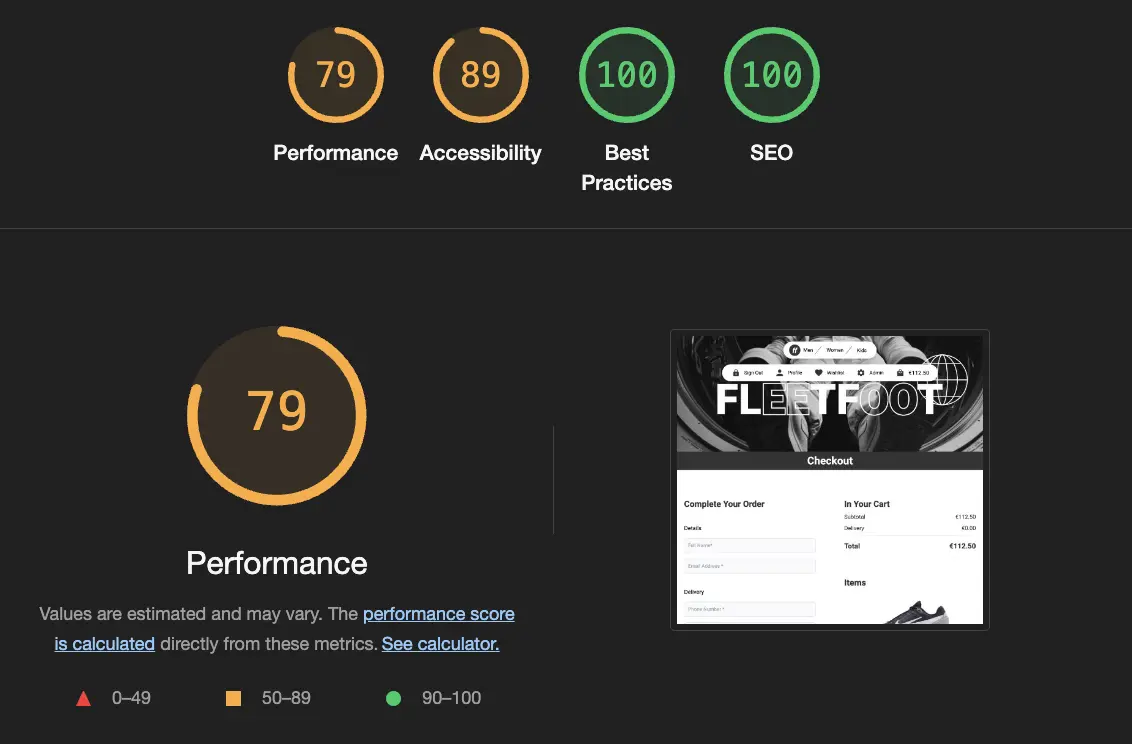 79
89
100
100
Performance
Accessibility
Best
Practices
SEO
79
Performance
Values are estimated and may vary. The performance score
is calculated directly from these metrics. See calculator.
0–49
50–89
90–100
ff
Men
Women
Kids
Sign Out
Profile
Wishlist
Admin
€112.50
FLEETFOOT
Checkout
Complete Your Order
Details
Full Name*
Email Address*
Delivery
Phone Number*
In Your Cart
Subtotal
€112.50
Delivery
€0.00
Total
€112.50
Items